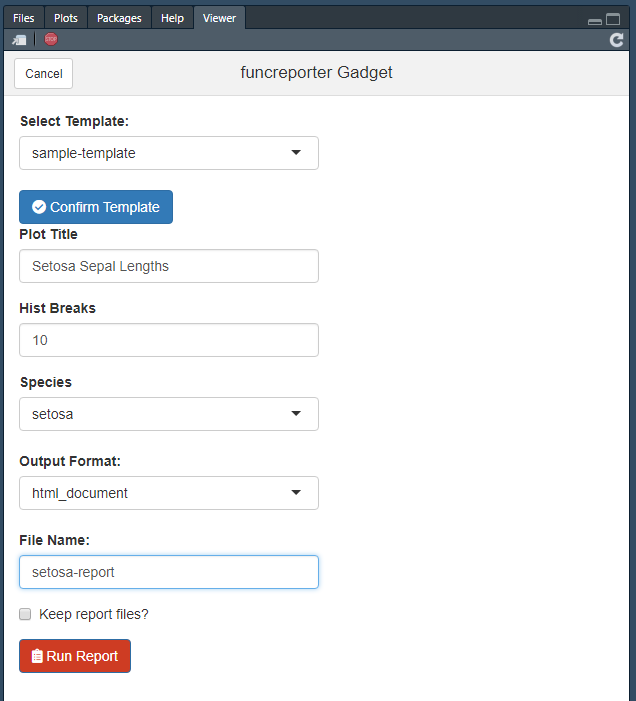 Files Plots Packages Help Viewer
STOP
Cancel funcreporter Gadget
Select Template:
sample-template
Confirm Template
Plot Title
Setosa Sepal Lengths
Hist Breaks
10
Species
setosa
Output Format:
html_document
File Name:
setosa-report
Keep report files?
Run Report